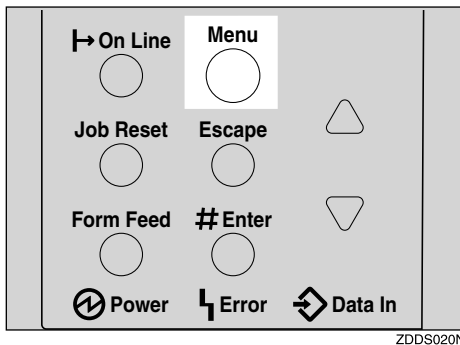 On Line Menu
Job Reset Escape
Form Feed # Enter
Power Error Data In
ZDDS020N